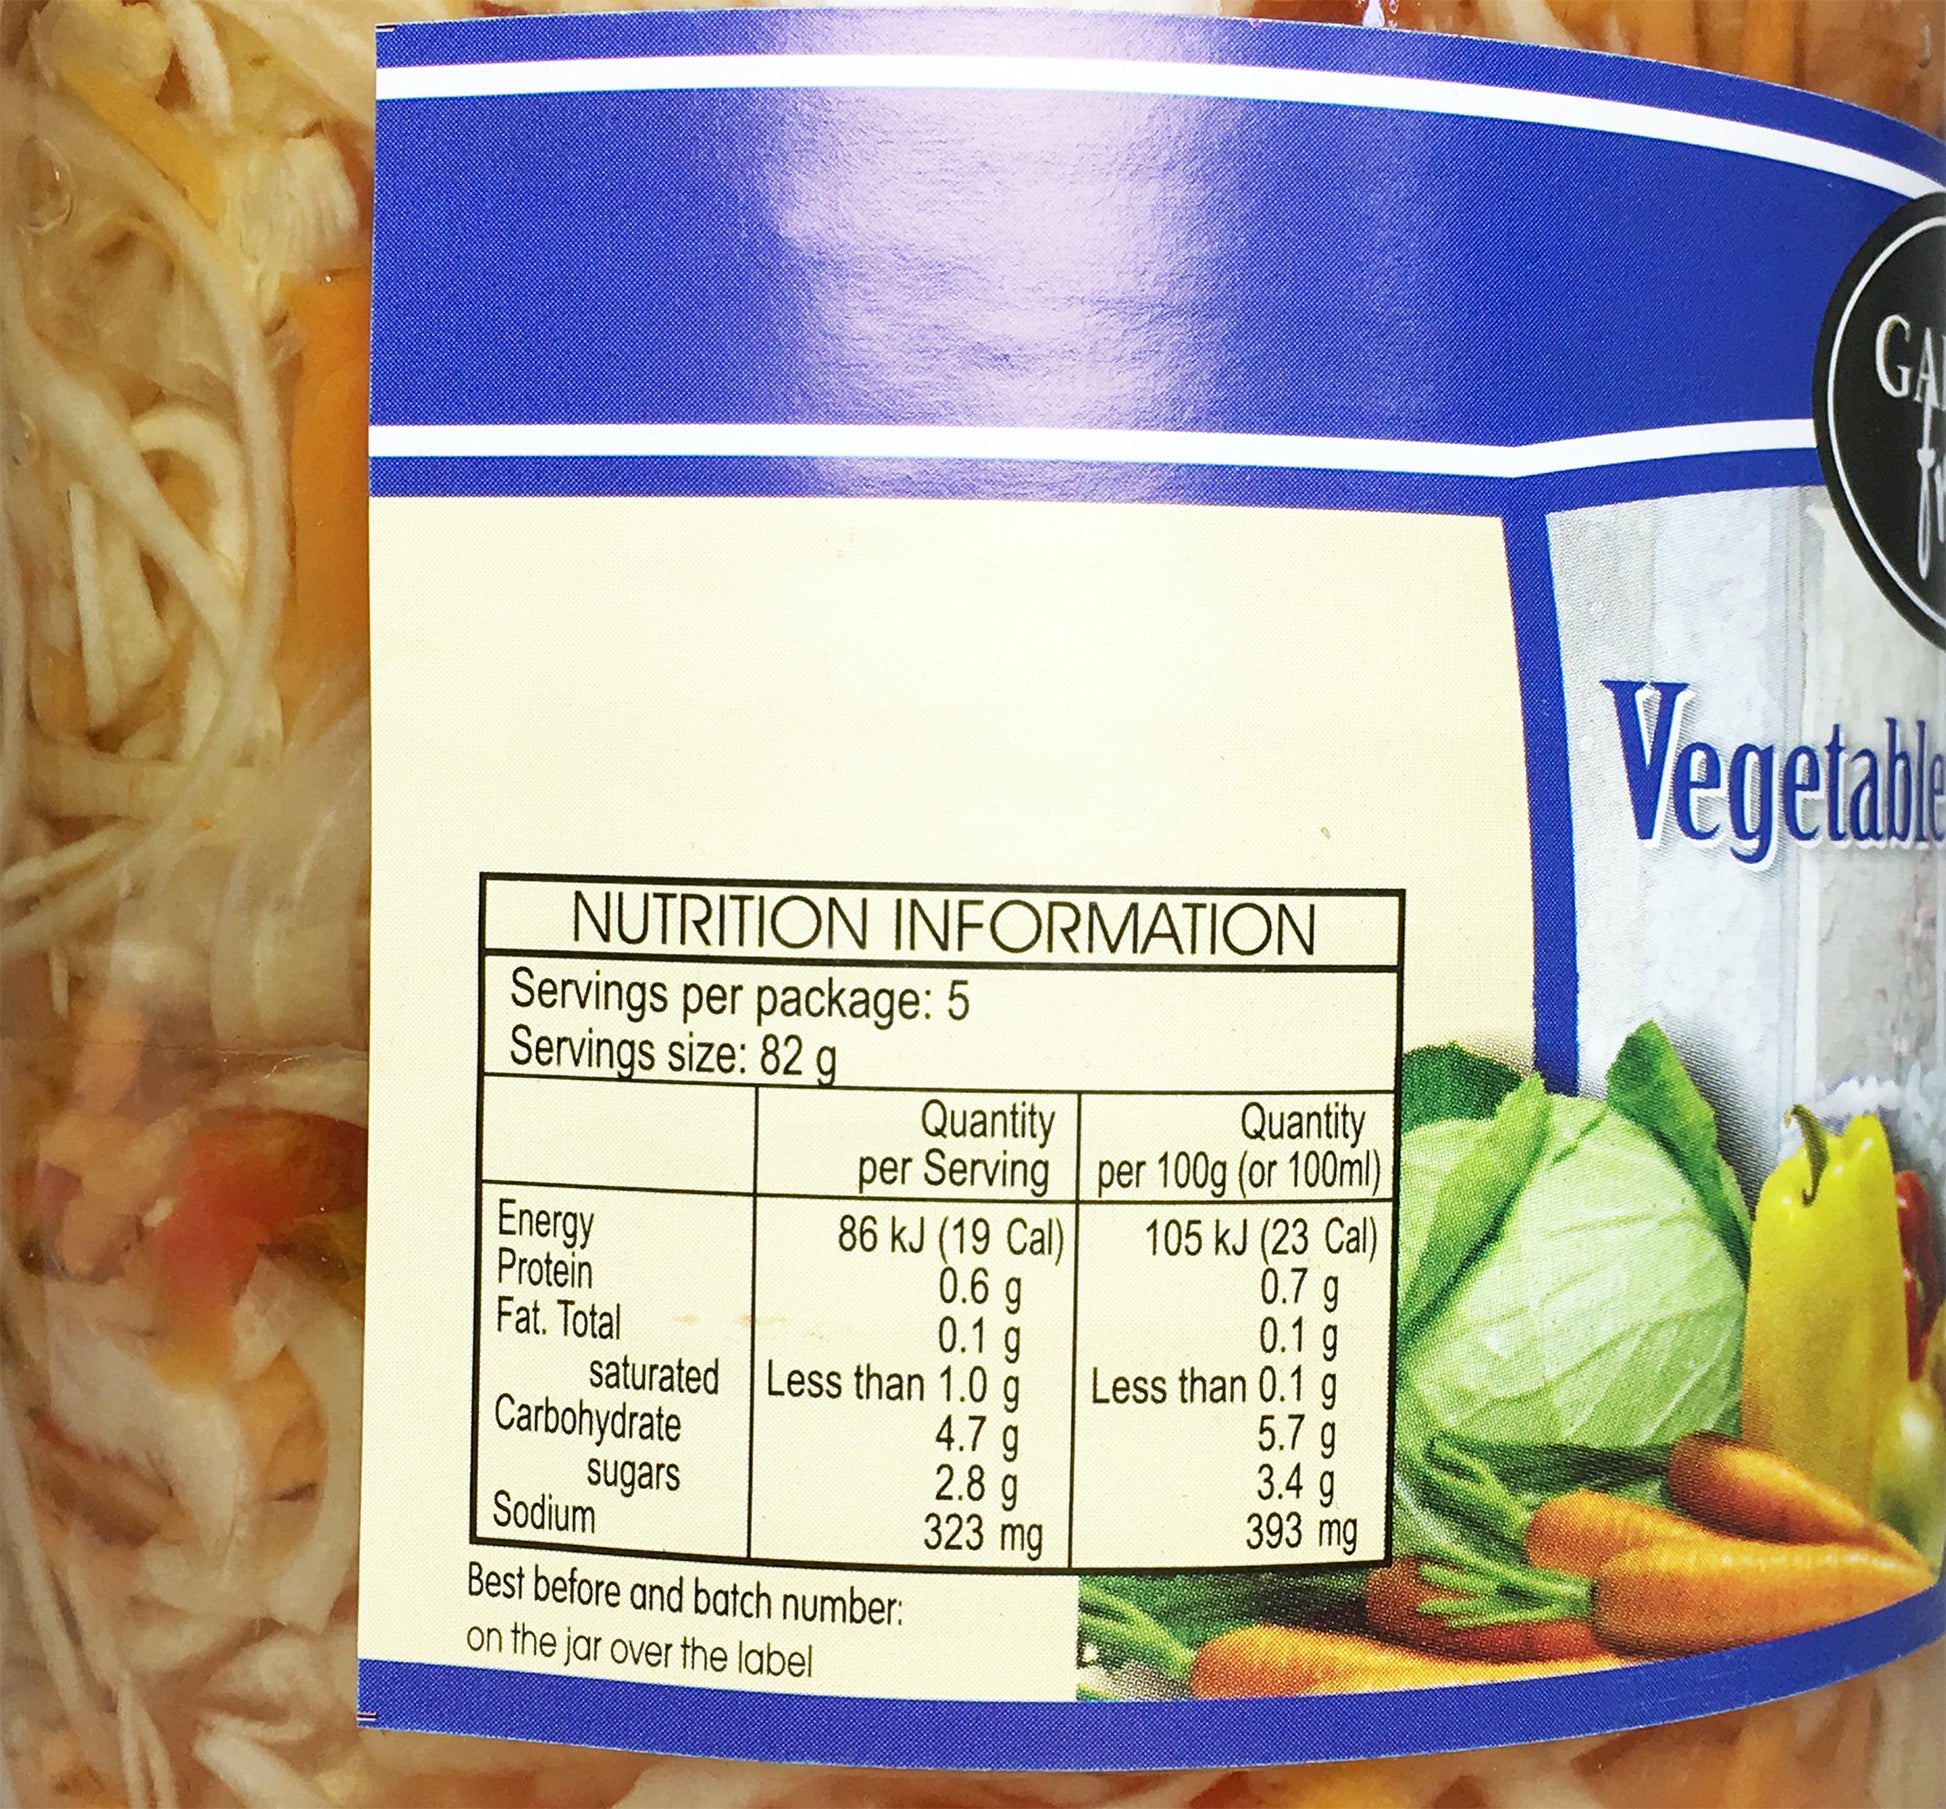 GA
Vegetable
NUTRITION INFORMATION
Servings per package: 5
Servings size: 82 g
Quantity per Serving
Quantity per 100g (or 100ml)
Energy 86 kJ (19 Cal) 105 kJ (23 Cal)
Protein 0.6 g 0.7 g
Fat. Total 0.1 g 0.1 g
saturated Less than 1.0 g Less than 0.1 g
Carbohydrate 4.7 g 5.7 g
sugars 2.8 g 3.4 g
Sodium 323 mg 393 mg
Best before and batch number:
on the jar over the label